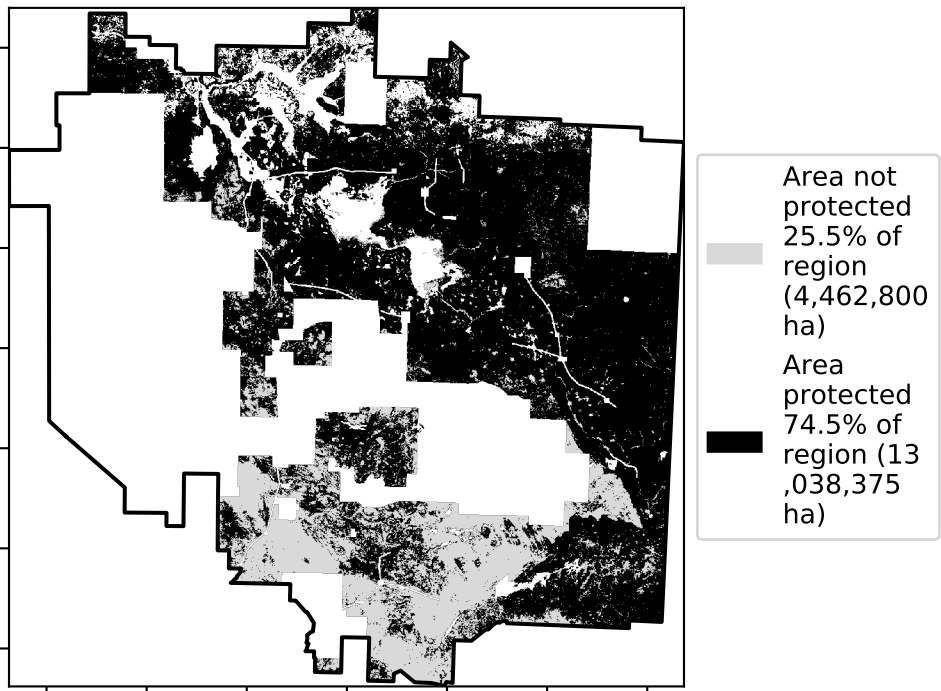 Area not
protected
25.5% of
region
(4,462,800
ha)
Area
protected
74.5% of
region (13
,038,375
ha)